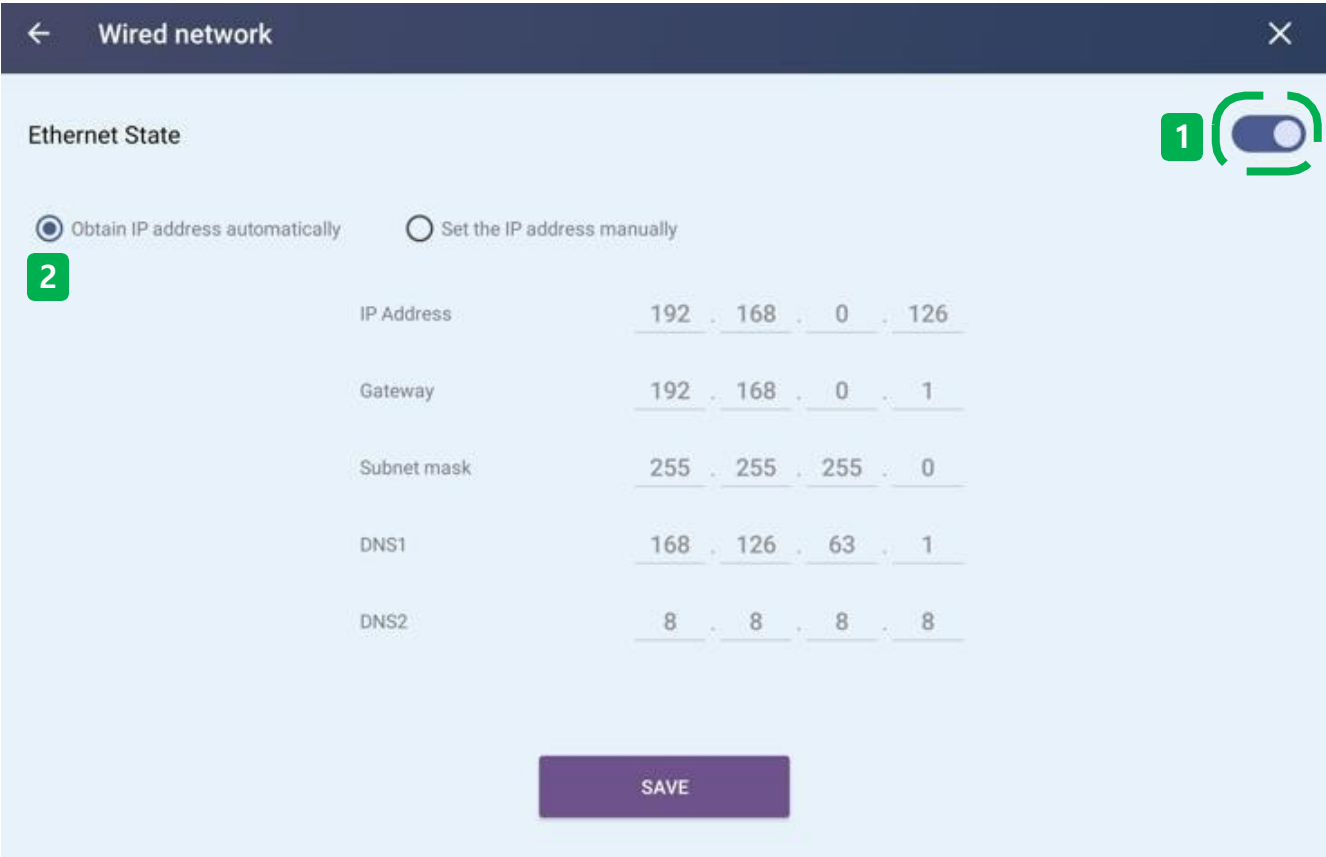 Wired network
Ethernet State
1
Obtain IP address automatically Set the IP address manually
2
IP Address 192 . 168 . 0 . 126
Gateway 192 . 168 . 0 . 1
Subnet mask 255 . 255 . 255 . 0
DNS1 168 . 126 . 63 . 1
DNS2 8 . 8 . 8 . 8
SAVE